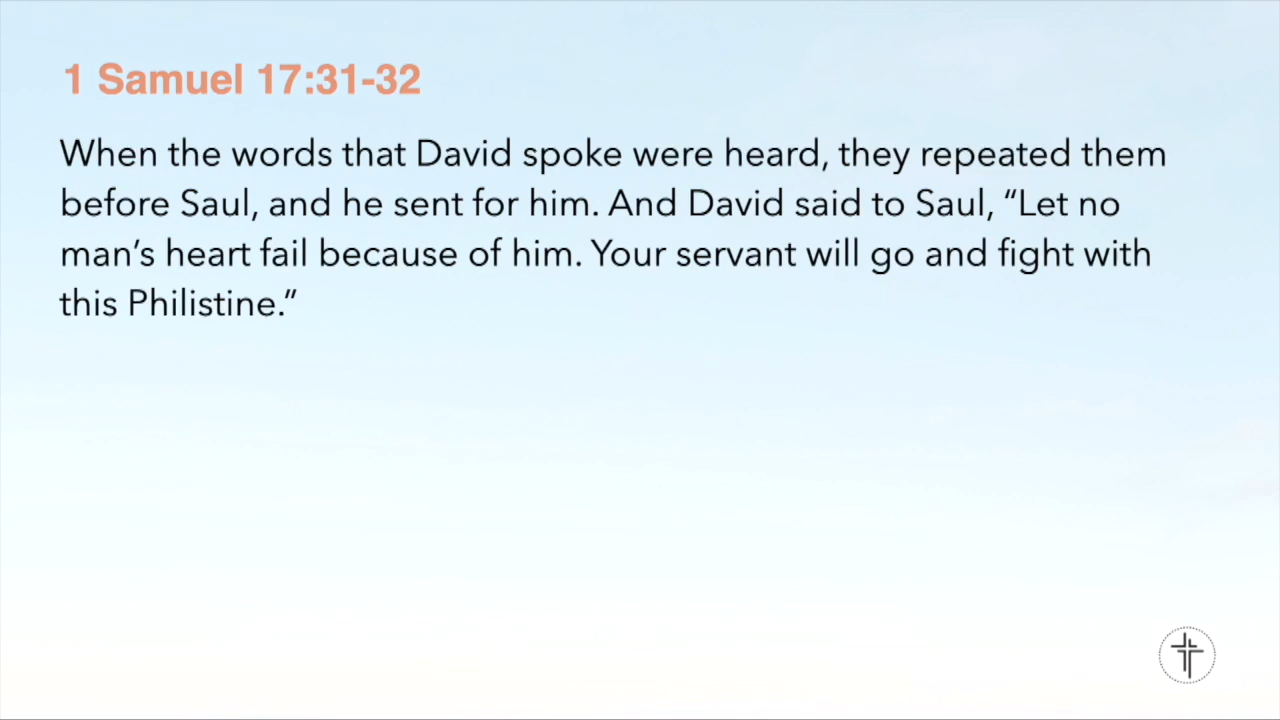 1 Samuel 17:31-32
When the words that David spoke were heard, they repeated them
before Saul, and he sent for him. And David said to Saul, “Let no
man’s heart fail because of him. Your servant will go and fight with
this Philistine.”